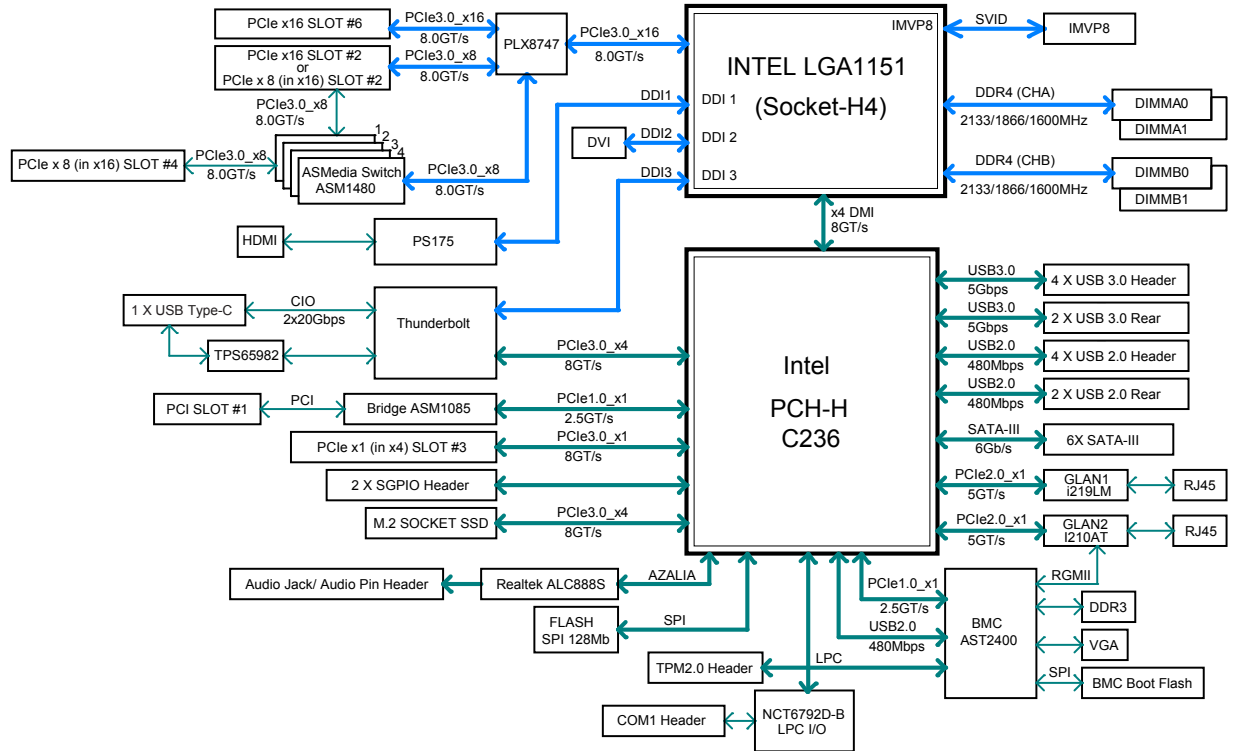 PCIe x16 SLOT #6
PCIe3.0_x16
8.0GT/s
PCIe x16 SLOT #2
or
PCIe x 8 (in x16) SLOT #2
PCIe3.0_x8
8.0GT/s
PLX8747
PCIe3.0_x16
8.0GT/s
IMVP8
INTEL LGA1151
(Socket-H4)
SVID
IMVP8
DDR4 (CHA)
2133/1866/1600MHz
DIMMA0
DIMMA1
DDR4 (CHB)
2133/1866/1600MHz
DIMMB0
DIMMB1
PCIe3.0_x8
8.0GT/s
PCIe x 8 (in x16) SLOT #4
PCIe3.0_x8
8.0GT/s
1
2
3
4
ASMedia Switch
ASM1480
PCIe3.0_x8
8.0GT/s
DDI1
DDI 1
DVI
DDI2
DDI 2
DDI3
DDI 3
x4 DMI
8GT/s
HDMI
PS175
1 X USB Type-C
CIO
2x20Gbps
Thunderbolt
TPS65982
PCIe3.0_x4
8GT/s
PCI SLOT #1
PCI
Bridge ASM1085
PCIe1.0_x1
2.5GT/s
PCIe x1 (in x4) SLOT #3
PCIe3.0_x1
8GT/s
2 X SGPIO Header
M.2 SOCKET SSD
PCIe3.0_x4
8GT/s
Intel
PCH-H
C236
USB3.0
5Gbps
4 X USB 3.0 Header
USB3.0
5Gbps
2 X USB 3.0 Rear
USB2.0
480Mbps
4 X USB 2.0 Header
USB2.0
480Mbps
2 X USB 2.0 Rear
SATA-III
6Gb/s
6X SATA-III
PCIe2.0_x1
5GT/s
GLAN1
i219LM
RJ45
PCIe2.0_x1
5GT/s
GLAN2
I210AT
RJ45
Audio Jack/ Audio Pin Header
Realtek ALC888S
AZALIA
FLASH
SPI 128Mb
SPI
PCIe1.0_x1
2.5GT/s
USB2.0
480Mbps
BMC
AST2400
RGMII
DDR3
VGA
SPI
BMC Boot Flash
TPM2.0 Header
LPC
COM1 Header
NCT6792D-B
LPC I/O